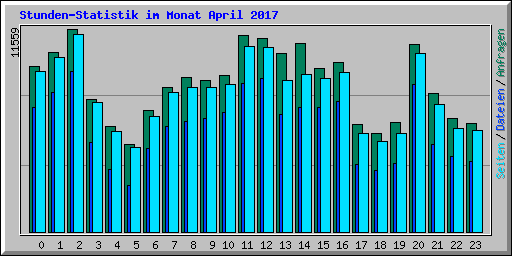 Stunden-Statistik im Monat April 2017
11559
Seiten / Dateien / Anfragen
0 1 2 3 4 5 6 7 8 9 10 11 12 13 14 15 16 17 18 19 20 21 22 23